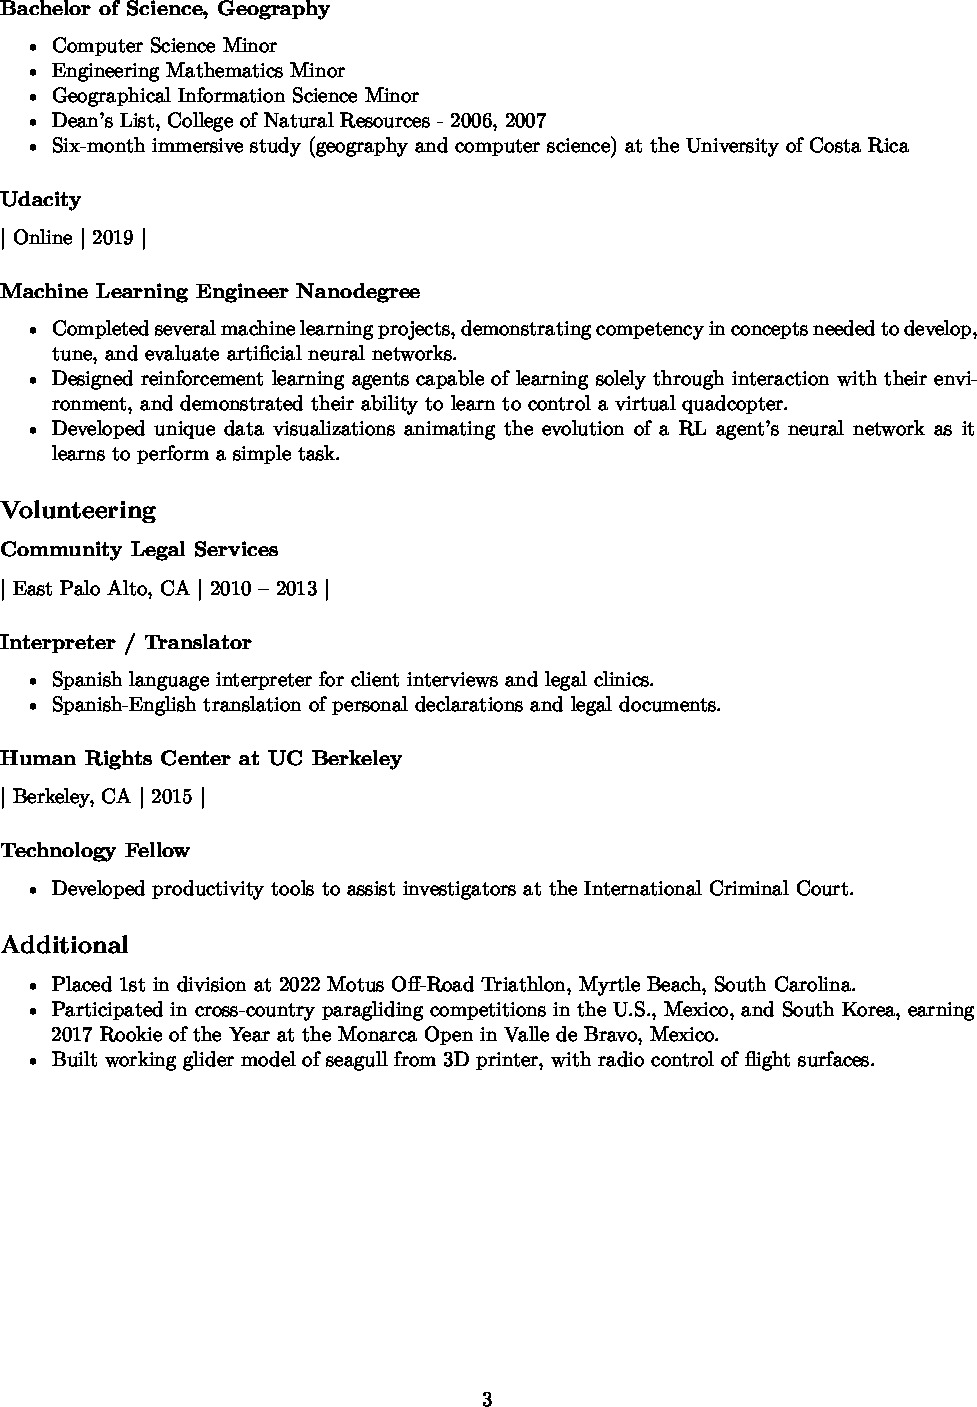 Bachelor of Science, Geography
• Computer Science Minor
• Engineering Mathematics Minor
• Geographical Information Science Minor
• Dean's List, College of Natural Resources - 2006, 2007
• Six-month immersive study (geography and computer science) at the University of Costa Rica
Udacity
| Online | 2019 |
Machine Learning Engineer Nanodegree
• Completed several machine learning projects, demonstrating competency in concepts needed to develop,
tune, and evaluate artificial neural networks.
• Designed reinforcement learning agents capable of learning solely through interaction with their envi-
ronment, and demonstrated their ability to learn to control a virtual quadcopter.
• Developed unique data visualizations animating the evolution of a RL agent's neural network as it
learns to perform a simple task.
Volunteering
Community Legal Services
| East Palo Alto, CA | 2010 – 2013 |
Interpreter / Translator
• Spanish language interpreter for client interviews and legal clinics.
• Spanish-English translation of personal declarations and legal documents.
Human Rights Center at UC Berkeley
| Berkeley, CA | 2015 |
Technology Fellow
• Developed productivity tools to assist investigators at the International Criminal Court.
Additional
• Placed 1st in division at 2022 Motus Off-Road Triathlon, Myrtle Beach, South Carolina.
• Participated in cross-country paragliding competitions in the U.S., Mexico, and South Korea, earning
2017 Rookie of the Year at the Monarca Open in Valle de Bravo, Mexico.
• Built working glider model of seagull from 3D printer, with radio control of flight surfaces.
3